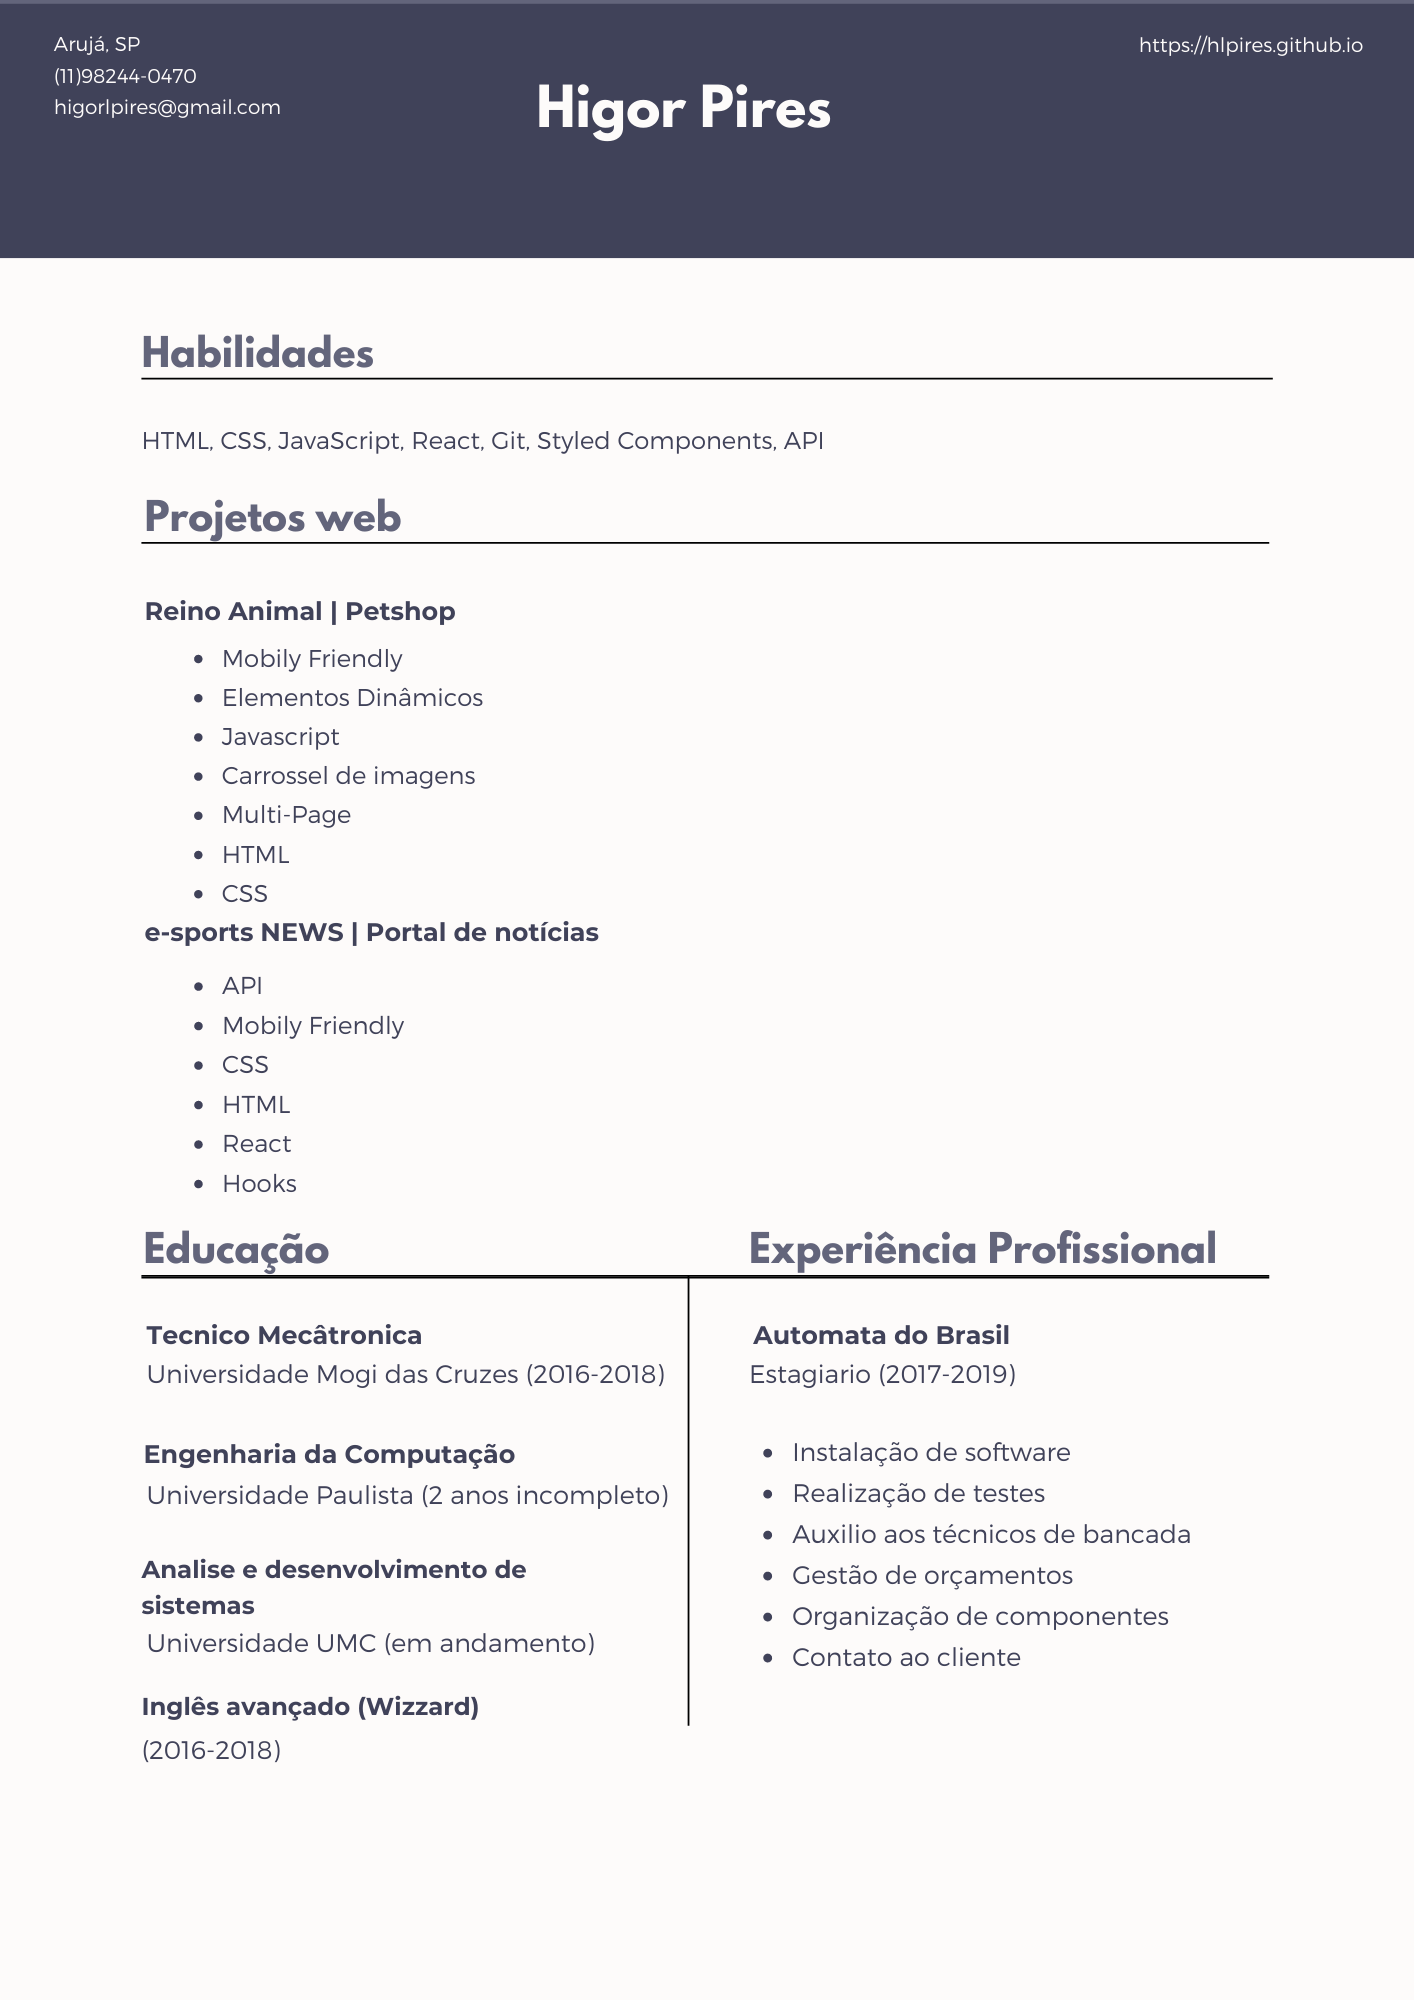 Arujá, SP
(11)98244-0470
higorlpires@gmail.com
https://hlpires.github.io
Higor Pires
Habilidades
HTML, CSS, JavaScript, React, Git, Styled Components, API
Projetos web
Reino Animal | Petshop
• Mobily Friendly
• Elementos Dinâmicos
• Javascript
• Carrossel de imagens
• Multi-Page
• HTML
• CSS
e-sports NEWS | Portal de notícias
• API
• Mobily Friendly
• CSS
• HTML
• React
• Hooks
Educação
Tecnico Mecâtronica
Universidade Mogi das Cruzes (2016-2018)
Engenharia da Computação
Universidade Paulista (2 anos incompleto)
Analise e desenvolvimento de
sistemas
Universidade UMC (em andamento)
Inglês avançado (Wizzard)
(2016-2018)
Experiência Profissional
Automata do Brasil
Estagiario (2017-2019)
• Instalação de software
• Realização de testes
• Auxilio aos técnicos de bancada
• Gestão de orçamentos
• Organização de componentes
• Contato ao cliente